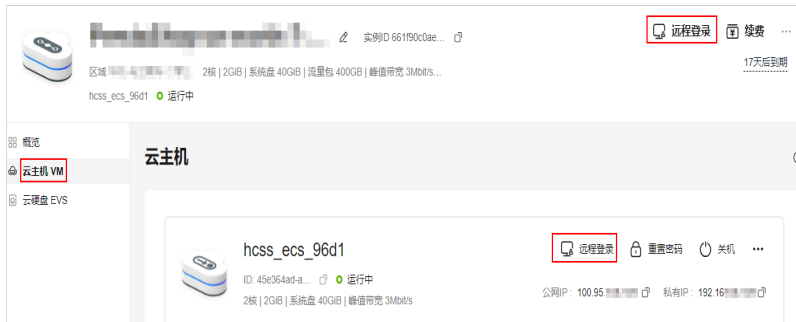 实例ID 661f90c0ae... 远程登录 续费 ...
区域 2核 | 2GiB | 系统盘 40GiB | 流量包 400GB | 峰值带宽 3Mbit/s... 17天后到期
hcss_ecs_96d1 运行中
概览
云主机 VM
云硬盘 EVS
云主机
hcss_ecs_96d1 远程登录 重置密码 关机 ...
ID: 45e364ad-a... 运行中
2核 | 2GiB | 系统盘 40GiB | 峰值带宽 3Mbit/s 公网IP: 100.95. 私有IP: 192.16